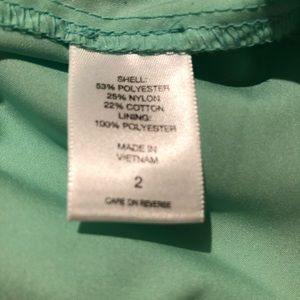 SHELL:
53% POLYESTER
25% NYLON
22% COTTON
LINING:
100% POLYESTER
MADE IN
VIETNAM
2
CARE ON REVERSE